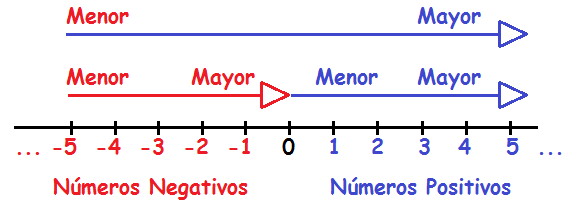 Menor Mayor
Menor Mayor Menor Mayor
... -5 -4 -3 -2 -1 0 1 2 3 4 5 ...
Números Negativos Números Positivos